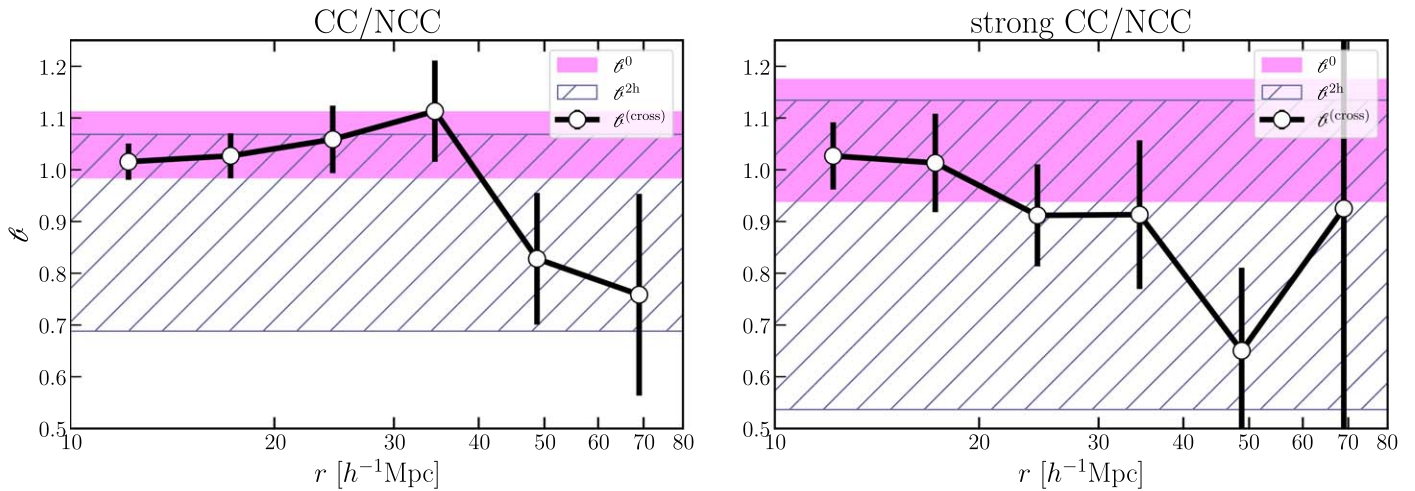 CC/NCC
1.2
1.1
1.0
0.9
0.8
0.7
0.6
0.5
𝒷
𝒷⁰
𝒷²ʰ
𝒷⁽ᶜʳᵒˢˢ⁾
10 20 30 40 50 60 70 80
r [h⁻¹Mpc]
strong CC/NCC
1.2
1.1
1.0
0.9
0.8
0.7
0.6
0.5
𝒷⁰
𝒷²ʰ
𝒷⁽ᶜʳᵒˢˢ⁾
10 20 30 40 50 60 70 80
r [h⁻¹Mpc]